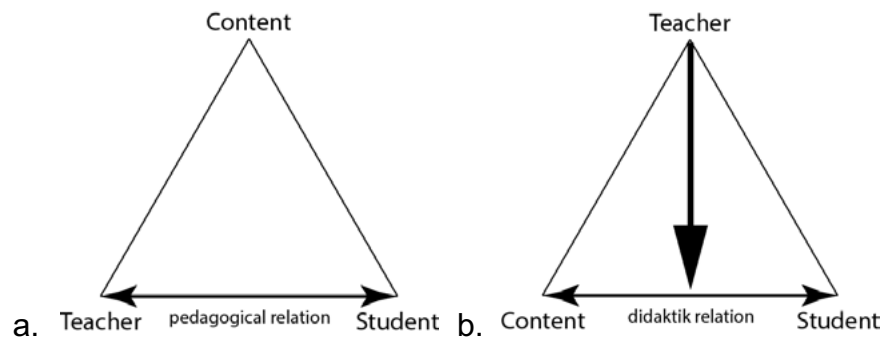 Content
Teacher
a. Teacher pedagogical relation Student
b. Content didaktik relation Student